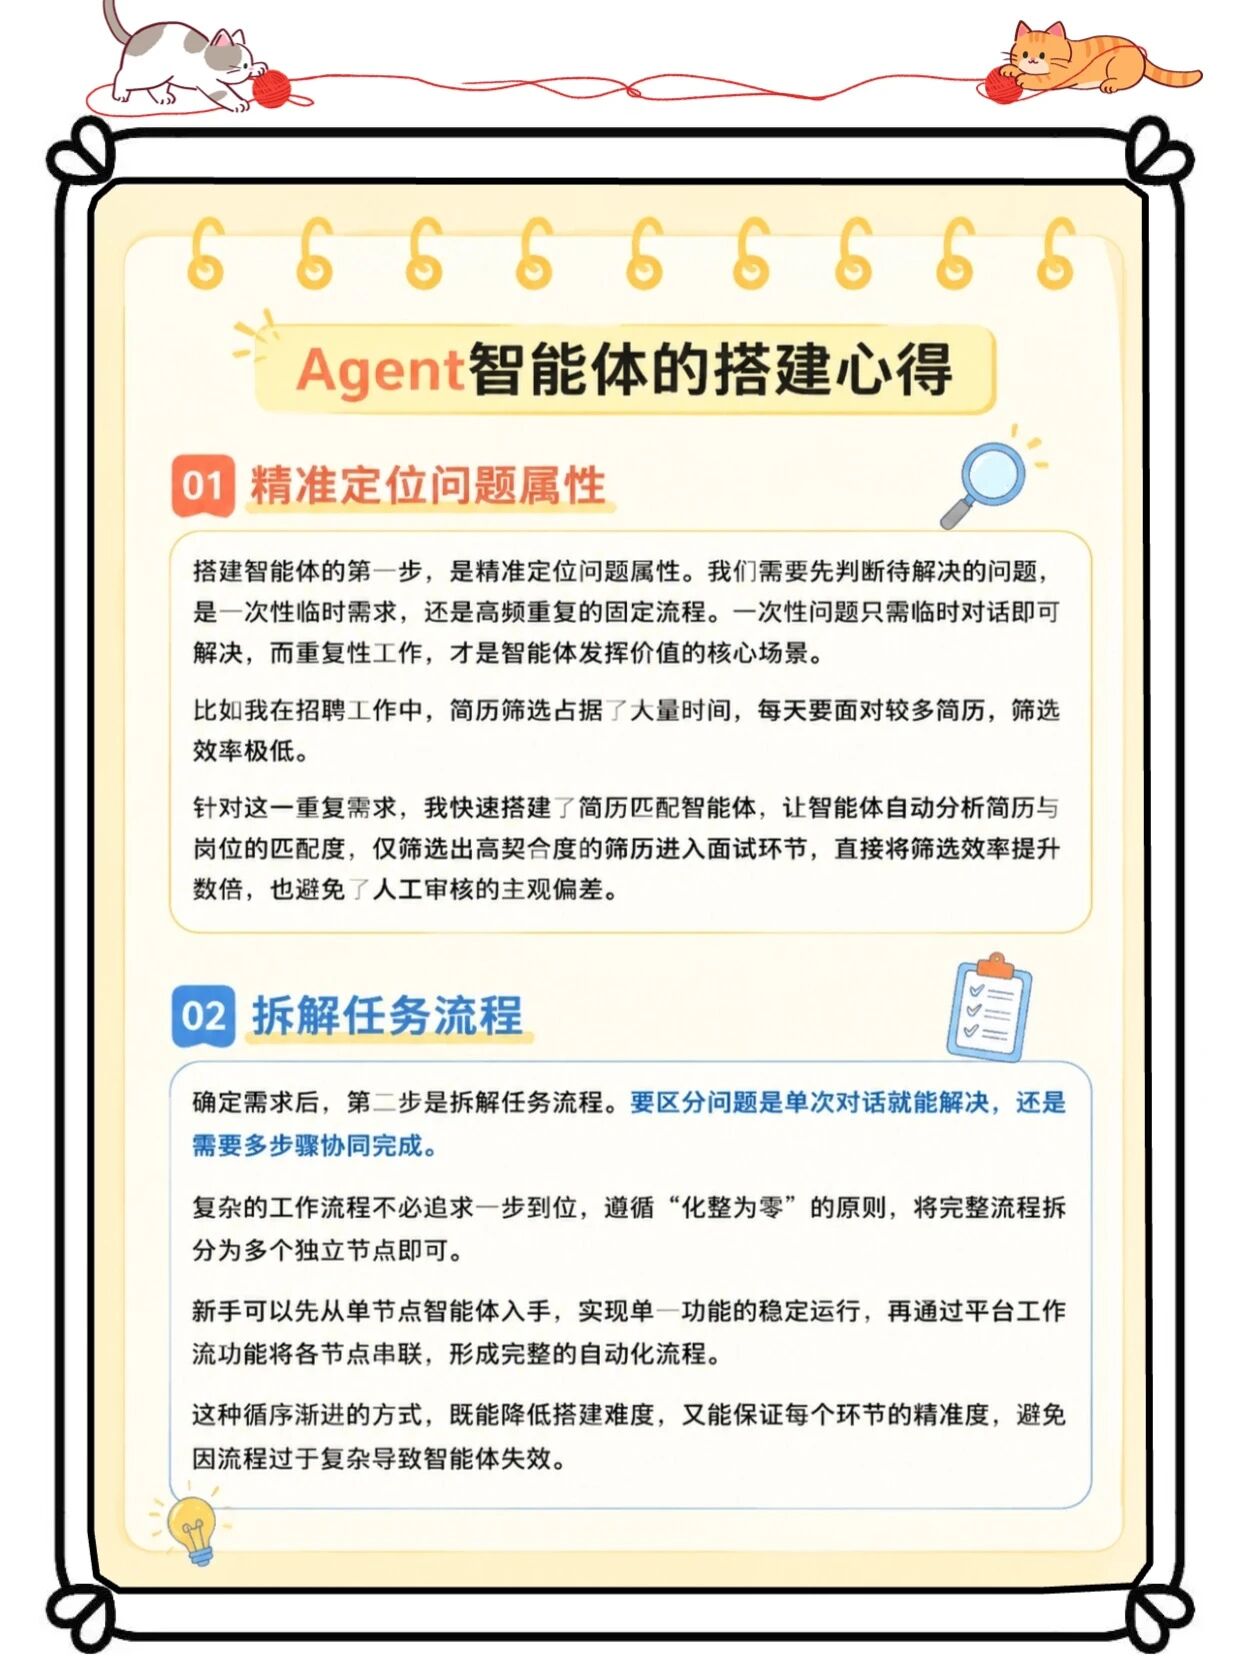 Agent智能体的搭建心得
01 精准定位问题属性
搭建智能体的第一步，是精准定位问题属性。我们需要先判断待解决的问题，
是一次性临时需求，还是高频重复的固定流程。一次性问题只需临时对话即可
解决，而重复性工作，才是智能体发挥价值的核心场景。
比如我在招聘工作中，简历筛选占据了大量时间，每天要面对较多简历，筛选
效率极低。
针对这一重复需求，我快速搭建了简历匹配智能体，让智能体自动分析简历与
岗位的匹配度，仅筛选出高契合度的筛历进入面试环节，直接将筛选效率提升
数倍，也避免了人工审核的主观偏差。
02 拆解任务流程
确定需求后，第二步是拆解任务流程。要区分问题是单次对话就能解决，还是
需要多步骤协同完成。
复杂的工作流程不必追求一步到位，遵循“化整为零”的原则，将完整流程拆
分为多个独立节点即可。
新手可以先从单节点智能体入手，实现单一功能的稳定运行，再通过平台工作
流功能将各节点串联，形成完整的自动化流程。
这种循序渐进的方式，既能降低搭建难度，又能保证每个环节的精准度，避免
因流程过于复杂导致智能体失效。